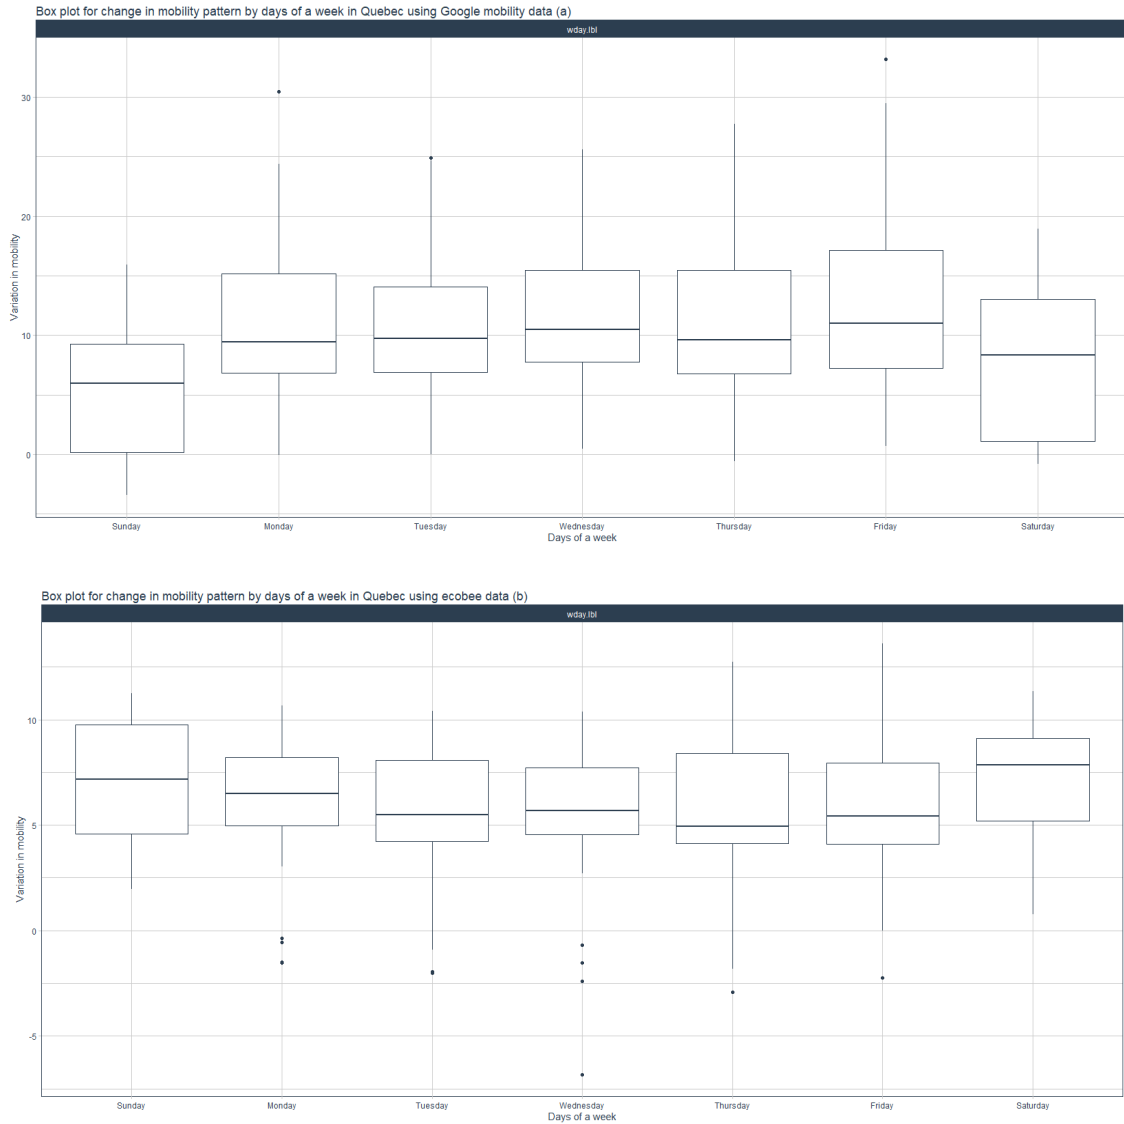 Box plot for change in mobility pattern by days of a week in Quebec using Google mobility data (a)
wday.lbl
30
20
10
0
Variation in mobility
Sunday Monday Tuesday Wednesday Thursday Friday Saturday
Days of a week
Box plot for change in mobility pattern by days of a week in Quebec using ecobee data (b)
wday.lbl
10
5
0
-5
Variation in mobility
Sunday Monday Tuesday Wednesday Thursday Friday Saturday
Days of a week